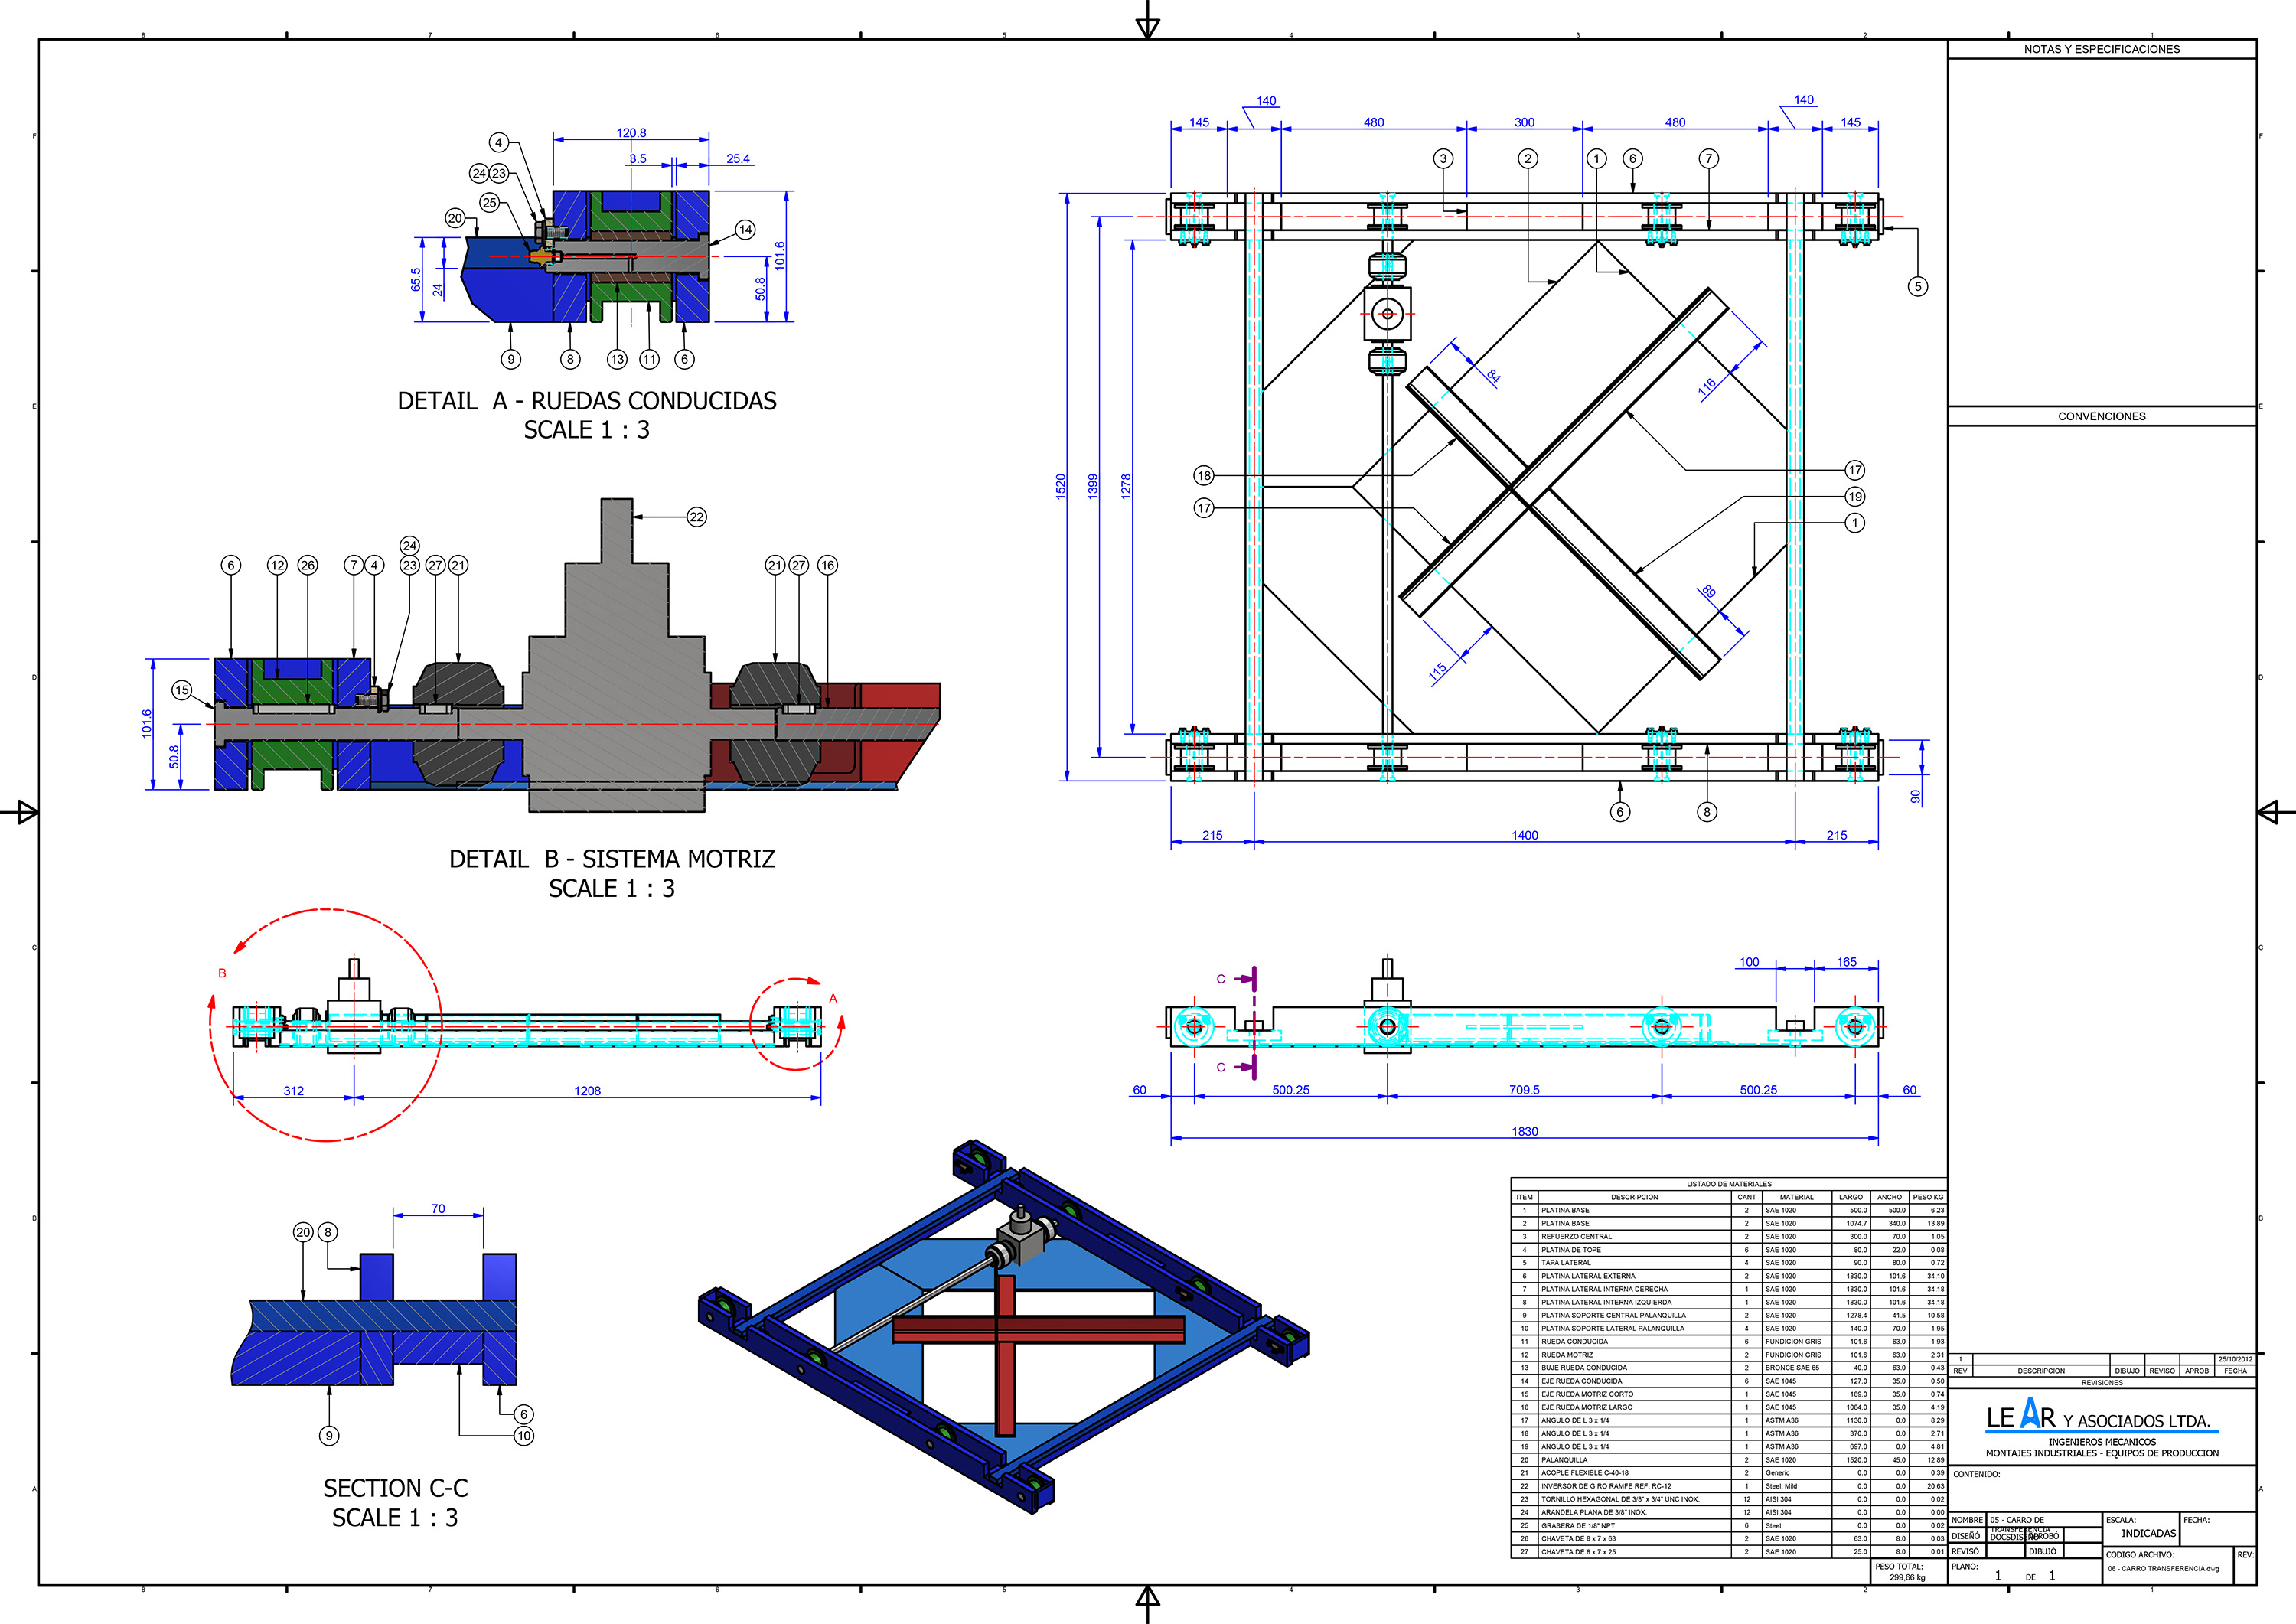 8 7 6 5 4 3 2 1
F
E
D
C
B
A
NOTAS Y ESPECIFICACIONES
CONVENCIONES
120.8
3.5
25.4
4
24 23
25
20
14
65.5
24
50.8
101.6
9 8 13 11 6
DETAIL A - RUEDAS CONDUCIDAS
SCALE 1 : 3
22
24
6 12 26 7 4 23 27 21 21 27 16
15
101.6
50.8
DETAIL B - SISTEMA MOTRIZ
SCALE 1 : 3
140 140
145 480 300 480 145
3 2 1 6 7
5
84
116
1520
1399
1278
18
17
17
19
1
89
115
90
6 8
215 1400 215
B
A
312 1208
C
C
100 165
60 500.25 709.5 500.25 60
1830
70
20 8
6
9 10
SECTION C-C
SCALE 1 : 3
LISTADO DE MATERIALES
ITEM DESCRIPCION CANT MATERIAL LARGO ANCHO PESO KG
1 PLATINA BASE 2 SAE 1020 500.0 500.0 6.23
2 PLATINA BASE 2 SAE 1020 1074.7 340.0 13.89
3 REFUERZO CENTRAL 2 SAE 1020 300.0 70.0 1.05
4 PLATINA DE TOPE 6 SAE 1020 80.0 22.0 0.08
5 TAPA LATERAL 4 SAE 1020 90.0 80.0 0.72
6 PLATINA LATERAL EXTERNA 2 SAE 1020 1830.0 101.6 34.10
7 PLATINA LATERAL INTERNA DERECHA 1 SAE 1020 1830.0 101.6 34.18
8 PLATINA LATERAL INTERNA IZQUIERDA 1 SAE 1020 1830.0 101.6 34.18
9 PLATINA SOPORTE CENTRAL PALANQUILLA 2 SAE 1020 1278.4 41.5 10.58
10 PLATINA SOPORTE LATERAL PALANQUILLA 4 SAE 1020 140.0 70.0 1.95
11 RUEDA CONDUCIDA 6 FUNDICION GRIS 101.6 63.0 1.93
12 RUEDA MOTRIZ 2 FUNDICION GRIS 101.6 63.0 2.31
13 BUJE RUEDA CONDUCIDA 2 BRONCE SAE 65 40.0 63.0 0.43
14 EJE RUEDA CONDUCIDA 6 SAE 1045 127.0 35.0 0.50
15 EJE RUEDA MOTRIZ CORTO 1 SAE 1045 189.0 35.0 0.74
16 EJE RUEDA MOTRIZ LARGO 1 SAE 1045 1084.0 35.0 4.19
17 ANGULO DE L 3 x 1/4 1 ASTM A36 1130.0 0.0 8.29
18 ANGULO DE L 3 x 1/4 1 ASTM A36 370.0 0.0 2.71
19 ANGULO DE L 3 x 1/4 1 ASTM A36 697.0 0.0 4.81
20 PALANQUILLA 2 SAE 1020 1520.0 45.0 12.89
21 ACOPLE FLEXIBLE C-40-18 2 Generic 0.0 0.0 0.39
22 INVERSOR DE GIRO RAMFE REF. RC-12 1 Steel, Mild 0.0 0.0 20.63
23 TORNILLO HEXAGONAL DE 3/8" x 3/4" UNC INOX. 12 AISI 304 0.0 0.0 0.02
24 ARANDELA PLANA DE 3/8" INOX. 12 AISI 304 0.0 0.0 0.00
25 GRASERA DE 1/8" NPT 6 Steel 0.0 0.0 0.02
26 CHAVETA DE 8 x 7 x 63 2 SAE 1020 63.0 8.0 0.03
27 CHAVETA DE 8 x 7 x 25 2 SAE 1020 25.0 8.0 0.01
PESO TOTAL:
299,66 kg
1 25/10/2012
REV DESCRIPCION DIBUJO REVISO APROB FECHA
REVISIONES
LEAR Y ASOCIADOS LTDA.
INGENIEROS MECANICOS
MONTAJES INDUSTRIALES - EQUIPOS DE PRODUCCION
CONTENIDO:
NOMBRE 05 - CARRO DE TRANSFERENCIA
ESCALA:
INDICADAS
FECHA:
DISEÑÓ DOCSDISEÑO APROBÓ
REVISÓ DIBUJÓ
CODIGO ARCHIVO:
06 - CARRO TRANSFERENCIA.dwg
REV:
PLANO:
1 DE 1
8 7 6 5 4 3 2 1